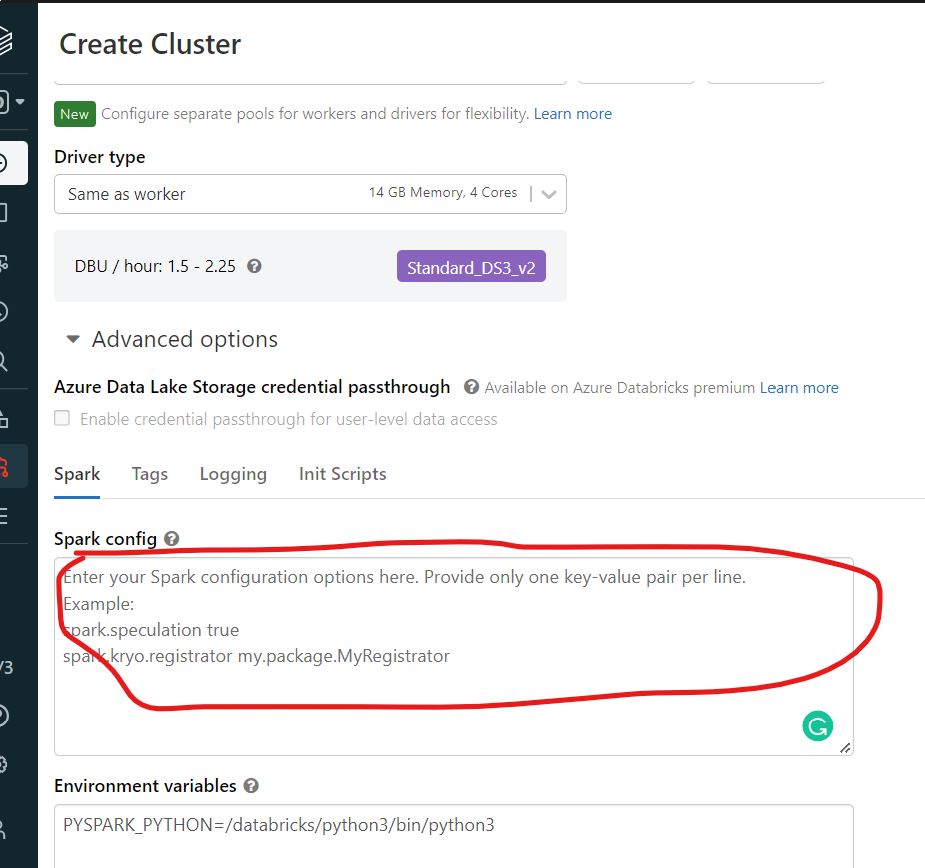 Create Cluster
New Configure separate pools for workers and drivers for flexibility. Learn more
Driver type
Same as worker 14 GB Memory, 4 Cores
DBU / hour: 1.5 - 2.25 Standard_DS3_v2
Advanced options
Azure Data Lake Storage credential passthrough Available on Azure Databricks premium Learn more
Enable credential passthrough for user-level data access
Spark Tags Logging Init Scripts
Spark config
Enter your Spark configuration options here. Provide only one key-value pair per line.
Example:
spark.speculation true
spark.kryo.registrator my.package.MyRegistrator
/3
Environment variables
PYSPARK_PYTHON=/databricks/python3/bin/python3